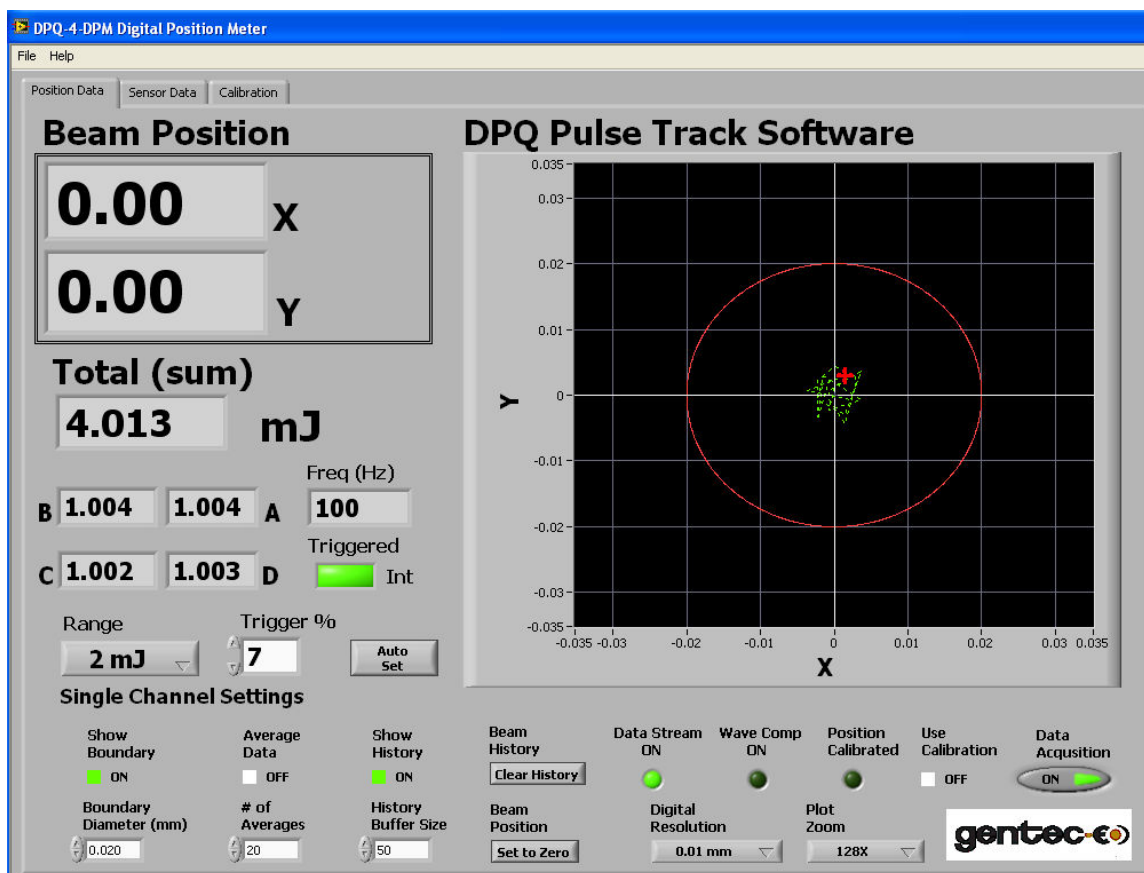 DPQ-4-DPM Digital Position Meter
File Help
Position Data Sensor Data Calibration
Beam Position
0.00 X
0.00 Y
Total (sum)
4.013 mJ
Freq (Hz)
B 1.004 1.004 A 100
Triggered
C 1.002 1.003 D Int
Range Trigger %
2 mJ 7 Auto Set
Single Channel Settings
Show Boundary
ON
Average Data
OFF
Show History
ON
Boundary Diameter (mm)
0.020
# of Averages
20
History Buffer Size
50
DPQ Pulse Track Software
0.035
0.03
0.02
0.01
0
-0.01
-0.02
-0.03
-0.035
Y
-0.035 -0.03 -0.02 -0.01 0 0.01 0.02 0.03 0.035
X
Beam History
Clear History
Data Stream ON
Wave Comp ON
Position Calibrated
Use Calibration
OFF
Data Acqusition
ON
Beam Position
Set to Zero
Digital Resolution
0.01 mm
Plot Zoom
128X
gentec-eo